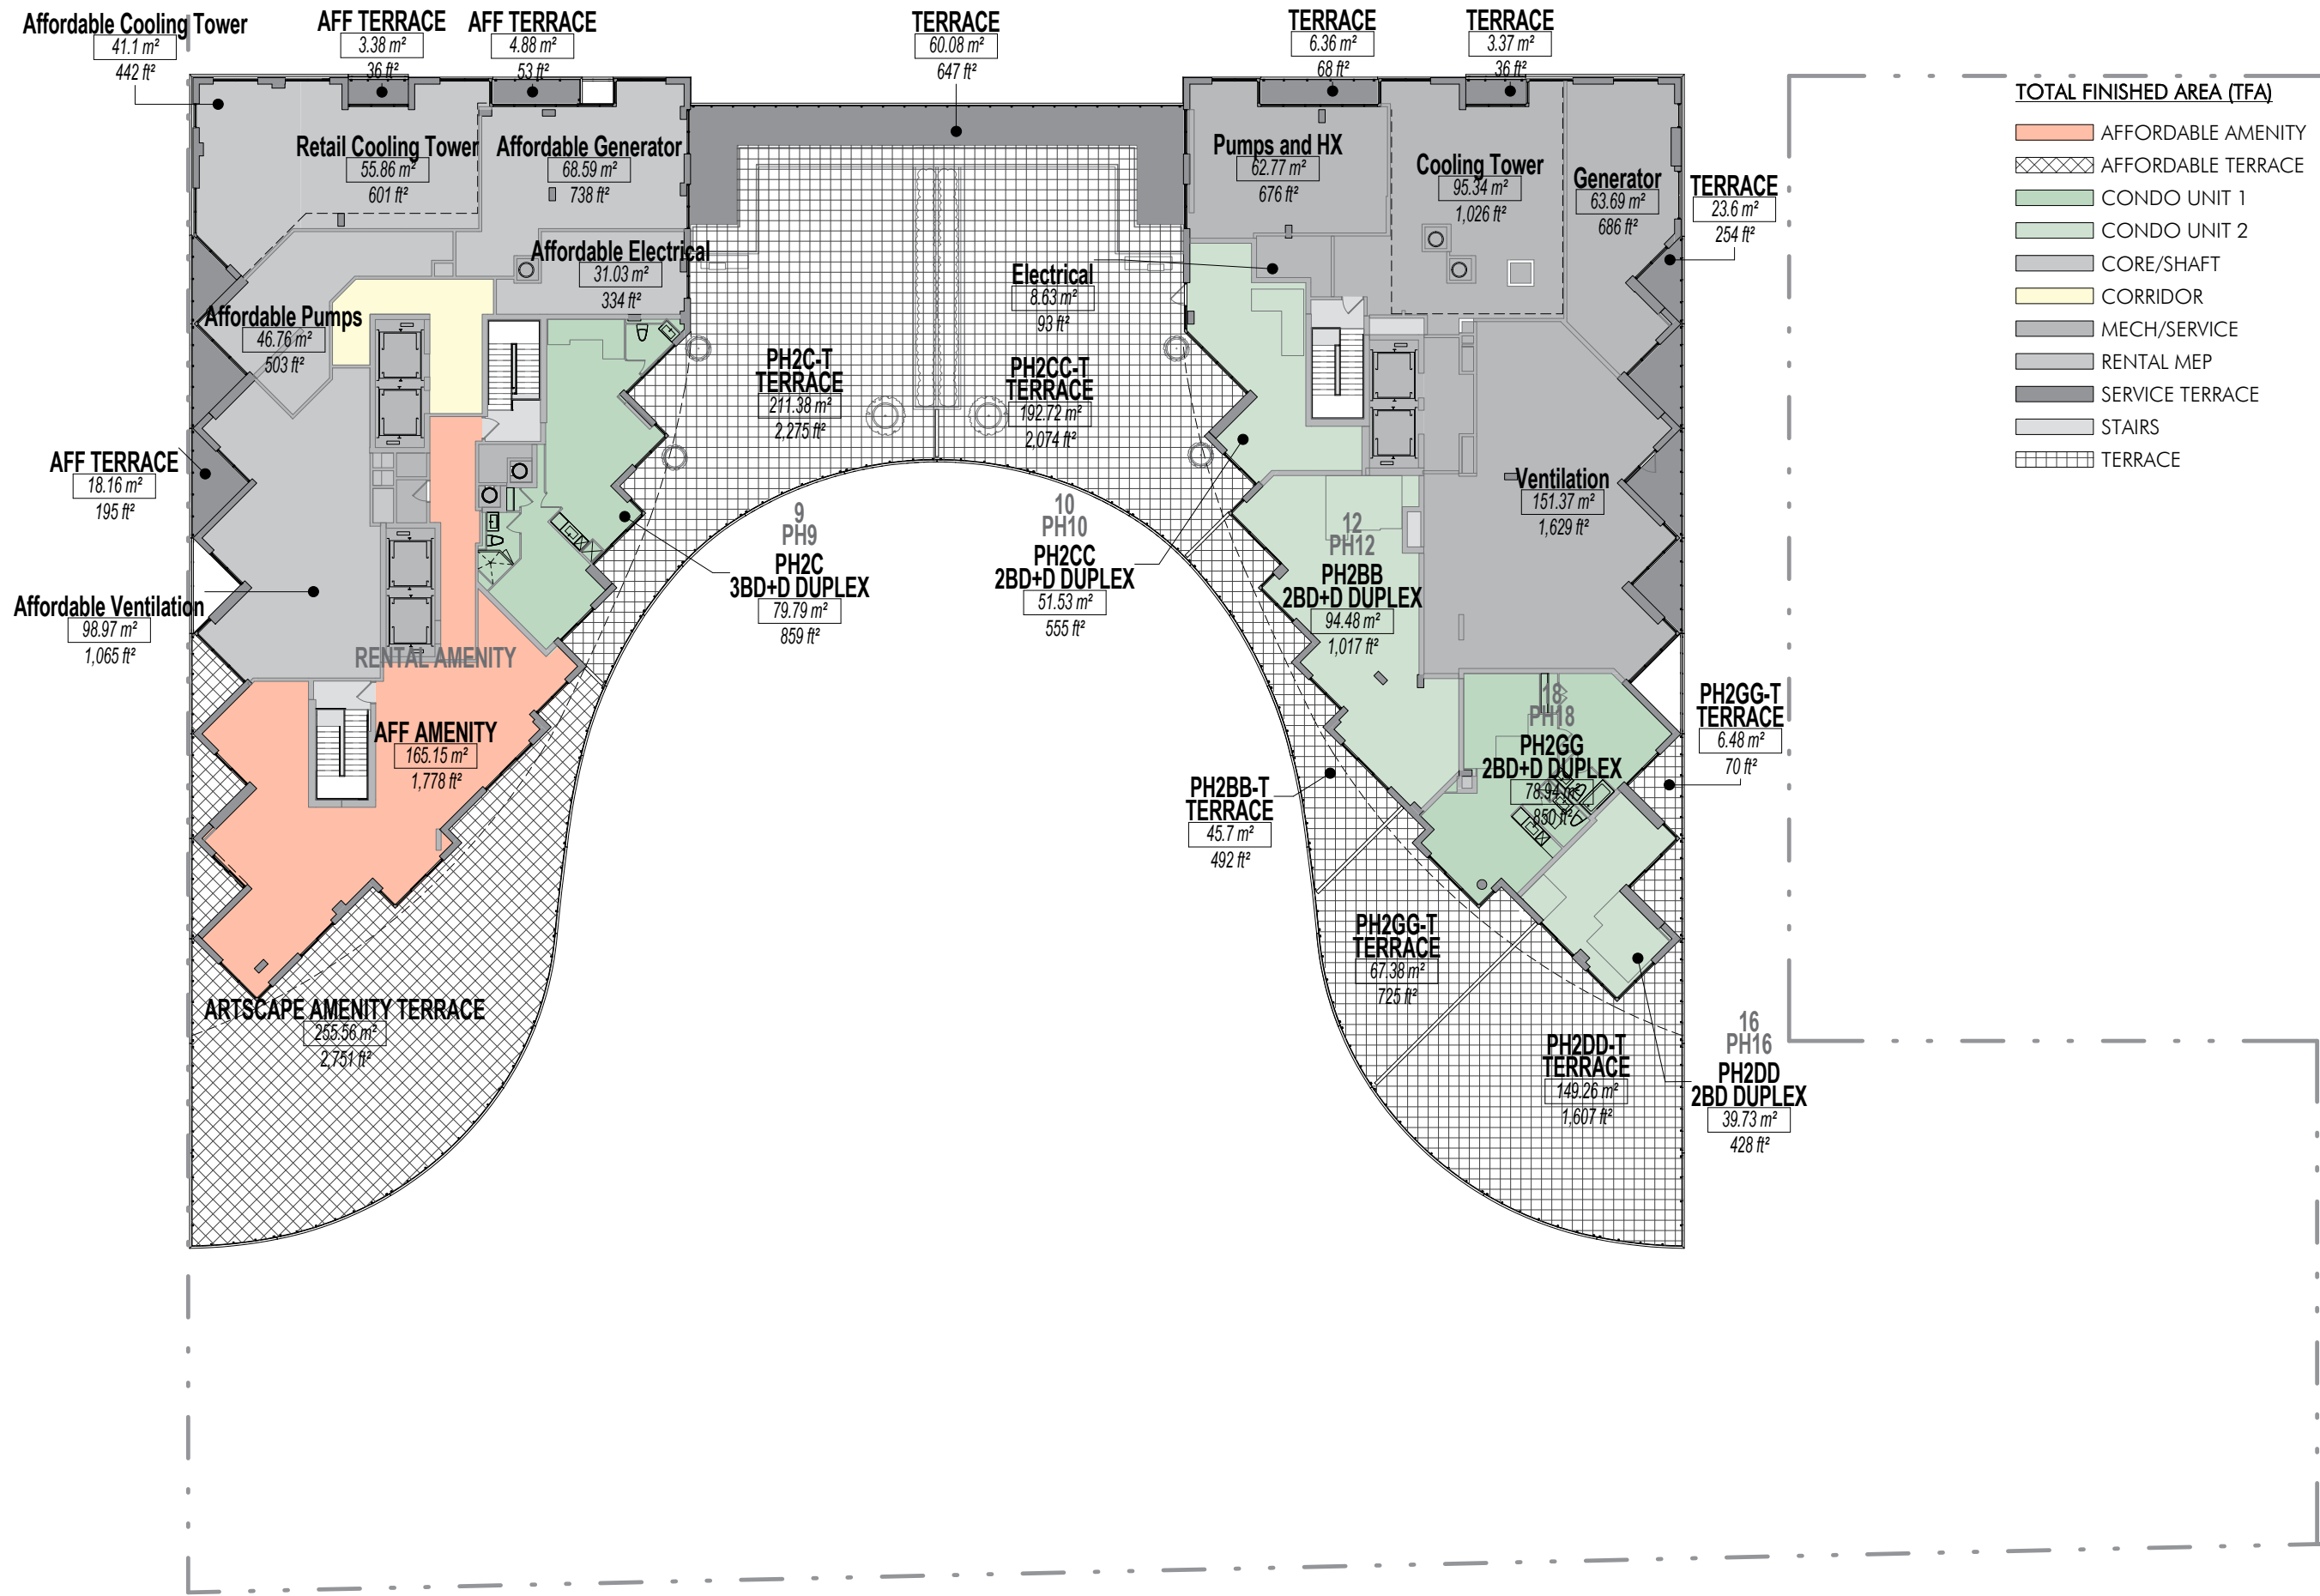 Affordable Cooling Tower
41.1 m²
442 ft²
AFF TERRACE
3.38 m²
36 ft²
AFF TERRACE
4.88 m²
53 ft²
TERRACE
60.08 m²
647 ft²
TERRACE
6.36 m²
68 ft²
TERRACE
3.37 m²
36 ft²
TOTAL FINISHED AREA (TFA)
AFFORDABLE AMENITY
AFFORDABLE TERRACE
CONDO UNIT 1
CONDO UNIT 2
CORE/SHAFT
CORRIDOR
MECH/SERVICE
RENTAL MEP
SERVICE TERRACE
STAIRS
TERRACE
Retail Cooling Tower
55.86 m²
601 ft²
Affordable Generator
68.59 m²
738 ft²
Pumps and HX
62.77 m²
676 ft²
Cooling Tower
95.34 m²
1,026 ft²
Generator
63.69 m²
686 ft²
TERRACE
23.6 m²
254 ft²
Affordable Electrical
31.03 m²
334 ft²
Electrical
8.63 m²
93 ft²
Affordable Pumps
46.76 m²
503 ft²
PH2C-T
TERRACE
211.38 m²
2,275 ft²
PH2CC-T
TERRACE
192.72 m²
2,074 ft²
AFF TERRACE
18.16 m²
195 ft²
Ventilation
151.37 m²
1,629 ft²
9
PH9
PH2C
3BD+D DUPLEX
79.79 m²
859 ft²
10
PH10
PH2CC
2BD+D DUPLEX
51.53 m²
555 ft²
12
PH12
PH2BB
2BD+D DUPLEX
94.48 m²
1,017 ft²
Affordable Ventilation
98.97 m²
1,065 ft²
RENTAL AMENITY
AFF AMENITY
165.15 m²
1,778 ft²
18
PH18
PH2GG
2BD+D DUPLEX
78.94 m²
850 ft²
PH2GG-T
TERRACE
6.48 m²
70 ft²
PH2BB-T
TERRACE
45.7 m²
492 ft²
PH2GG-T
TERRACE
67.38 m²
725 ft²
ARTSCAPE AMENITY TERRACE
255.56 m²
2,751 ft²
PH2DD-T
TERRACE
149.26 m²
1,607 ft²
16
PH16
PH2DD
2BD DUPLEX
39.73 m²
428 ft²